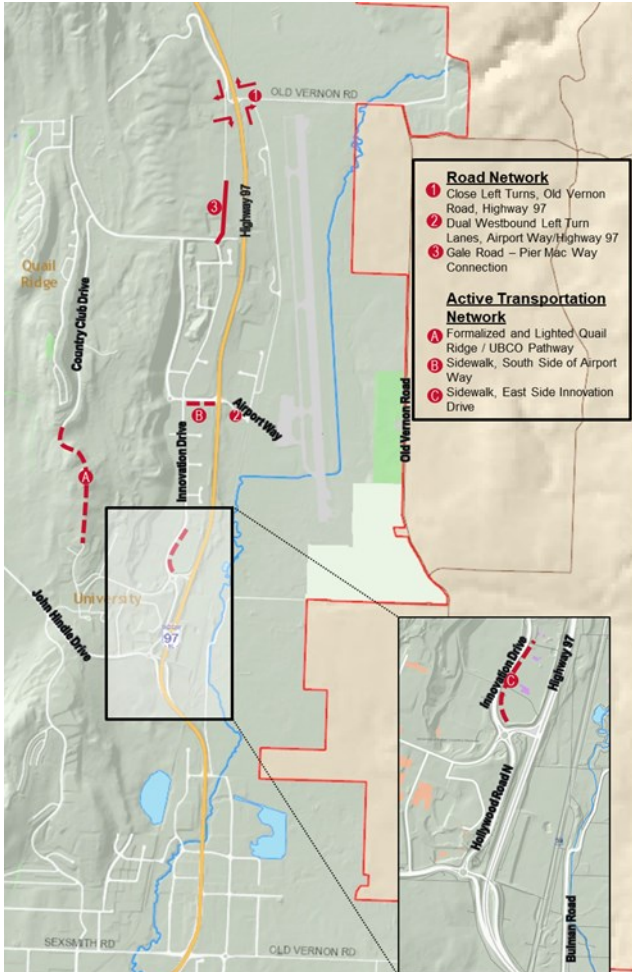 1
OLD VERNON RD
Highway 97
3
Quail
Ridge
Country Club Drive
Road Network
1 Close Left Turns, Old Vernon
Road, Highway 97
2 Dual Westbound Left Turn
Lanes, Airport Way/Highway 97
3 Gale Road – Pier Mac Way
Connection
Active Transportation
Network
A Formalized and Lighted Quail
Ridge / UBCO Pathway
B Sidewalk, South Side of Airport
Way
C Sidewalk, East Side Innovation
Drive
B
2
Airport Way
Innovation Drive
Old Vernon Road
A
University
John Hindle Drive
97
Innovation Drive
C
Highway 97
Hollywood Road N
Bulman Road
SEXSMITH RD
OLD VERNON RD